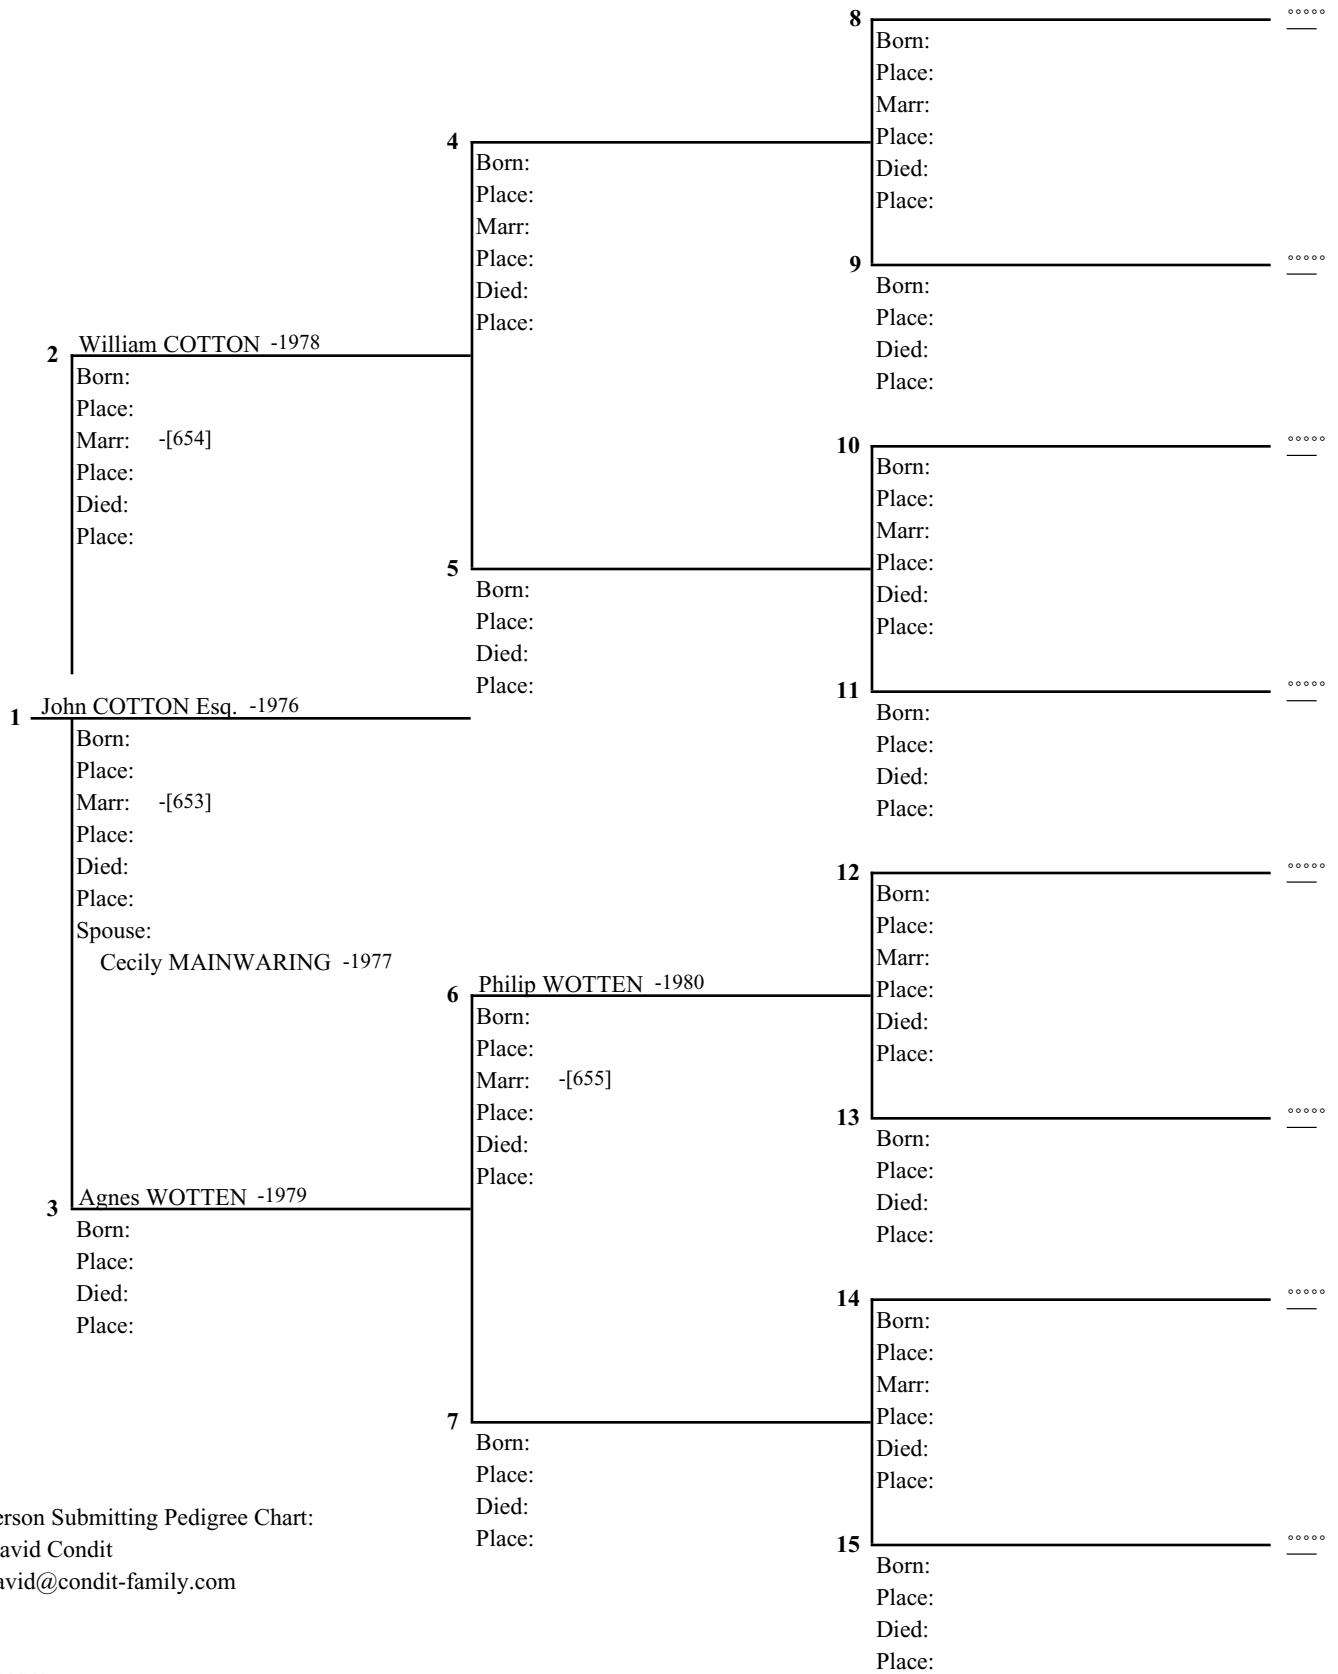 8 °°°°°
Born:
Place:
Marr:
Place:
Died:
Place:
4
Born:
Place:
Marr:
Place:
Died:
Place:
9 °°°°°
Born:
Place:
Died:
Place:
2 William COTTON -1978
Born:
Place:
Marr: -[654]
Place:
Died:
Place:
10 °°°°°
Born:
Place:
Marr:
Place:
Died:
Place:
5
Born:
Place:
Died:
Place:
11 °°°°°
Born:
Place:
Died:
Place:
1 John COTTON Esq. -1976
Born:
Place:
Marr: -[653]
Place:
Died:
Place:
Spouse:
Cecily MAINWARING -1977
12 °°°°°
Born:
Place:
Marr:
Place:
Died:
Place:
6 Philip WOTTEN -1980
Born:
Place:
Marr: -[655]
Place:
Died:
Place:
13 °°°°°
Born:
Place:
Died:
Place:
3 Agnes WOTTEN -1979
Born:
Place:
Died:
Place:
14 °°°°°
Born:
Place:
Marr:
Place:
Died:
Place:
7
Born:
Place:
Died:
Place:
15 °°°°°
Born:
Place:
Died:
Place:
erson Submitting Pedigree Chart:
avid Condit
avid@condit-family.com